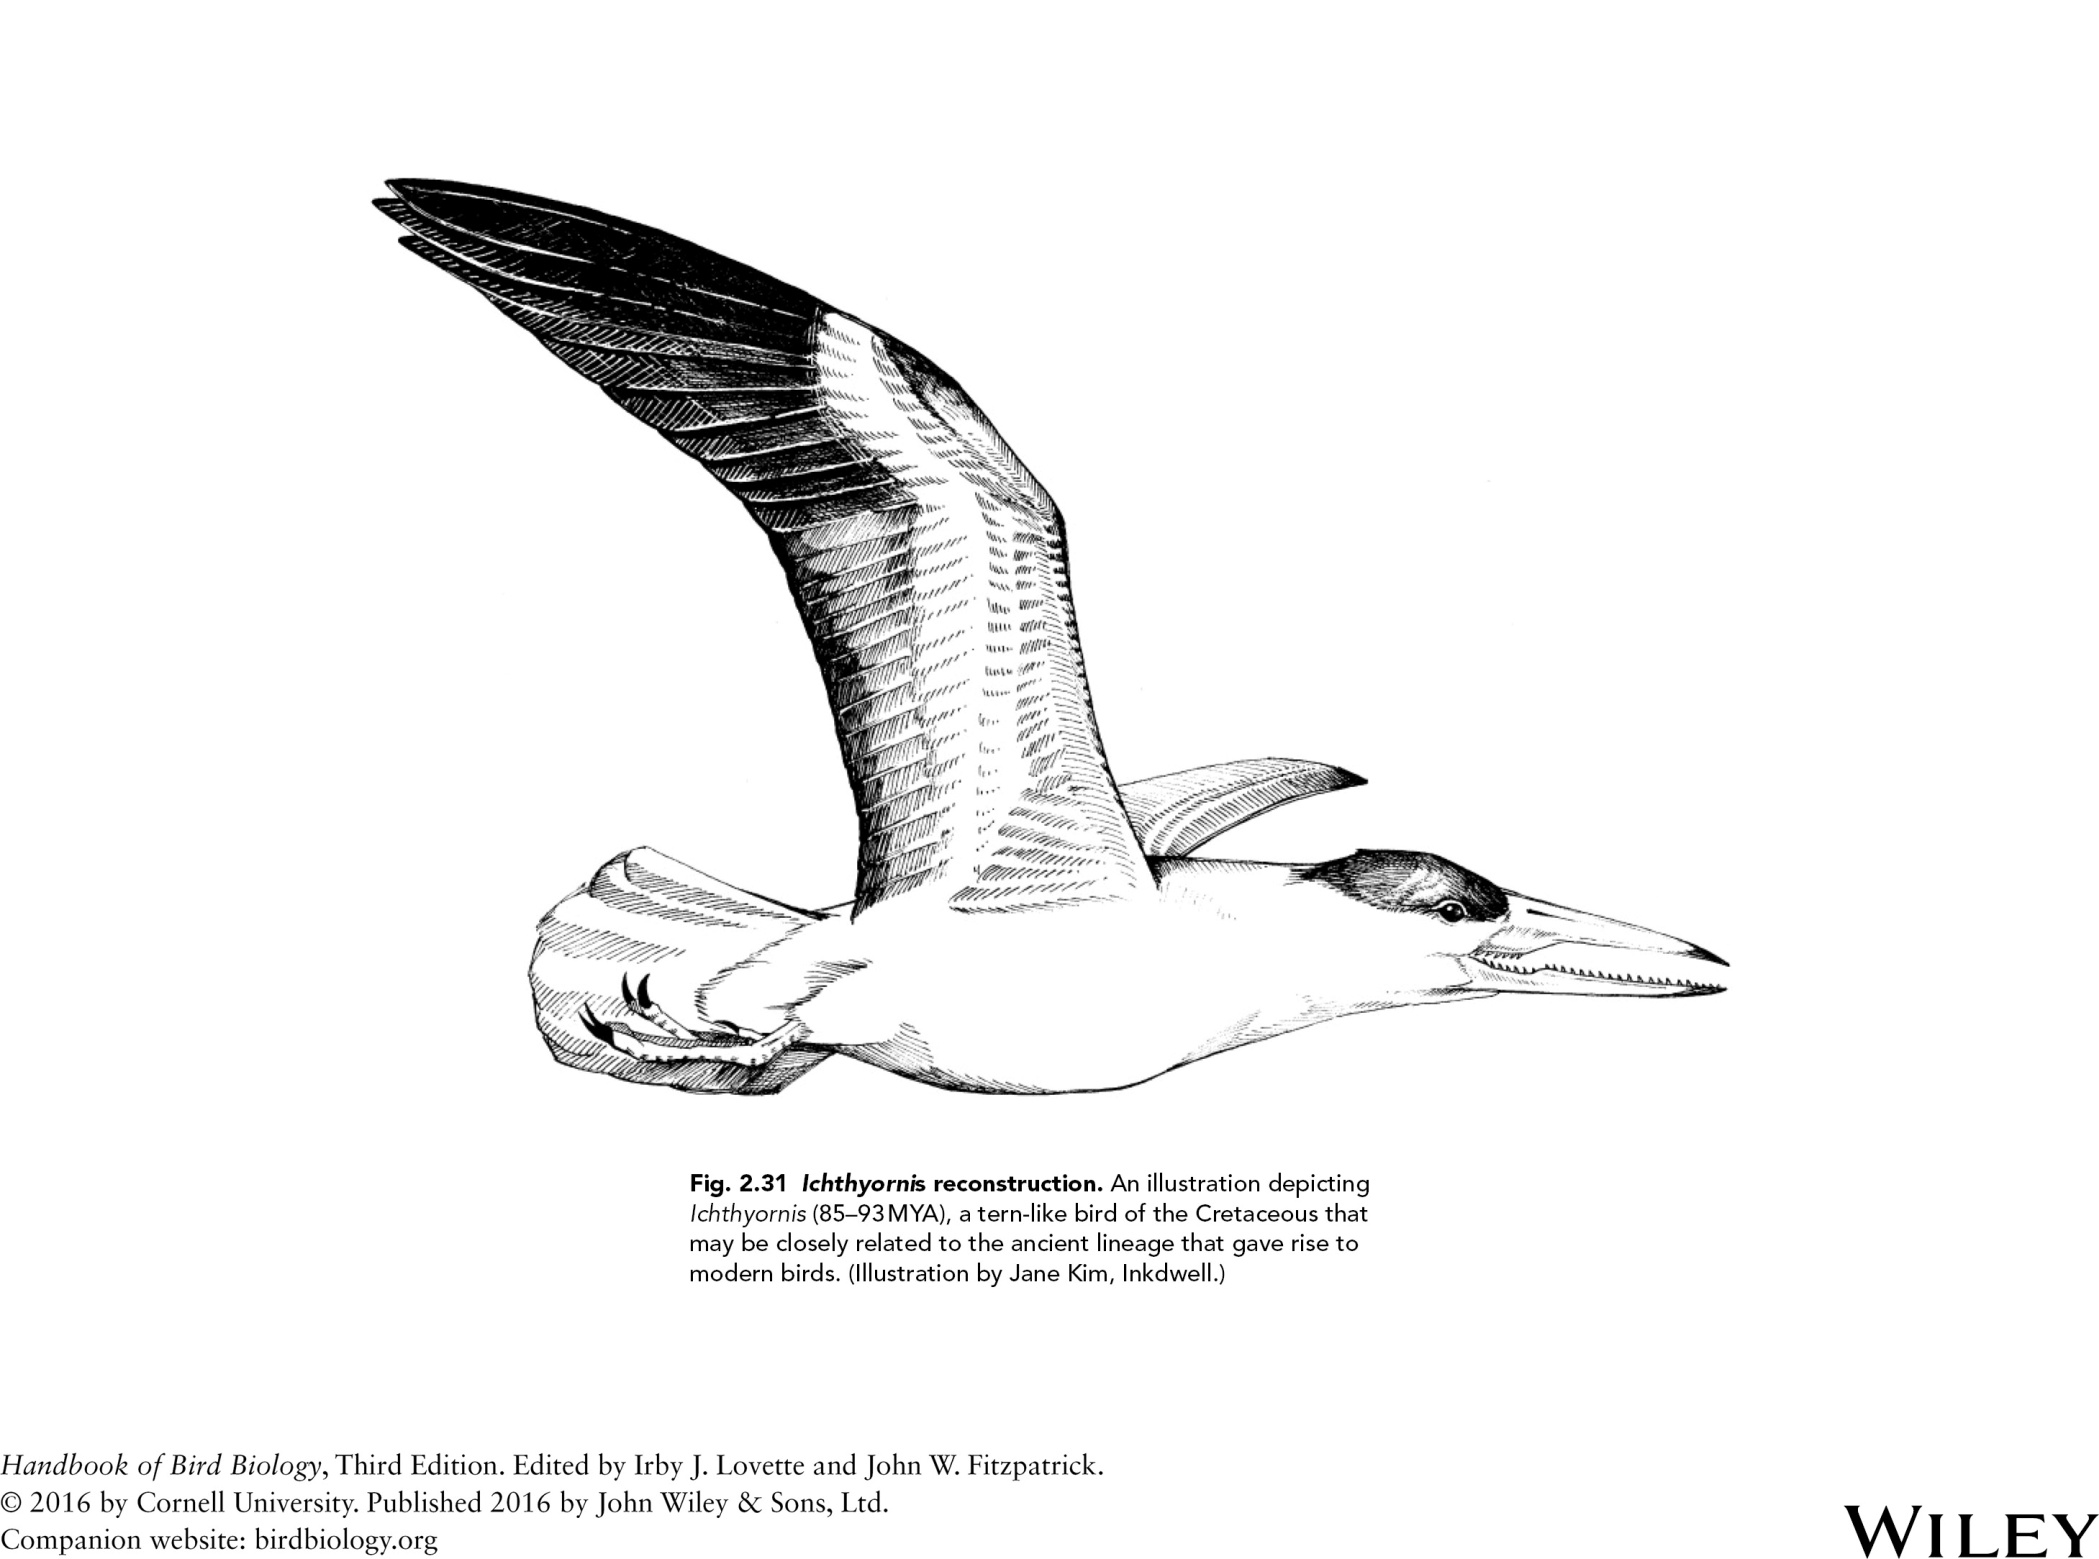 Fig. 2.31 Ichthyornis reconstruction. An illustration depicting
Ichthyornis (85–93 MYA), a tern-like bird of the Cretaceous that
may be closely related to the ancient lineage that gave rise to
modern birds. (Illustration by Jane Kim, Inkdwell.)
Handbook of Bird Biology, Third Edition. Edited by Irby J. Lovette and John W. Fitzpatrick.
© 2016 by Cornell University. Published 2016 by John Wiley & Sons, Ltd.
Companion website: birdbiology.org
WILEY